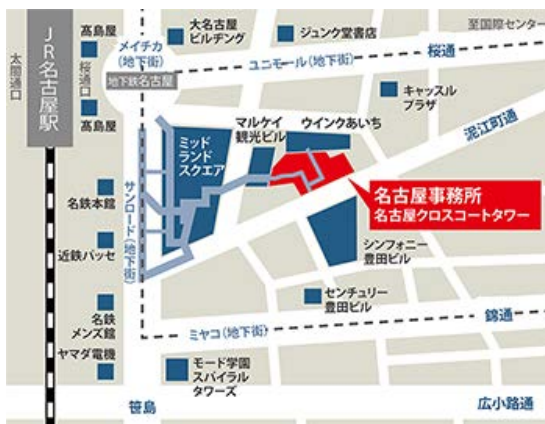 JR名古屋駅
太閤通口
桜通口
髙島屋
髙島屋
メイチカ
(地下街)
地下鉄名古屋
大名古屋
ビルヂング
ジュンク堂書店
至国際センター
桜通
ユニモール(地下街)
キャッスル
プラザ
泥江町通
マルケイ
観光ビル
ウインクあいち
ミッド
ランド
スクエア
名古屋事務所
名古屋クロスコートタワー
名鉄本館
サンロード(地下街)
近鉄パッセ
シンフォニー
豊田ビル
センチュリー
豊田ビル
名鉄
メンズ館
ミヤコ(地下街)
錦通
ヤマダ電機
モード学園
スパイラル
タワーズ
笹島
広小路通